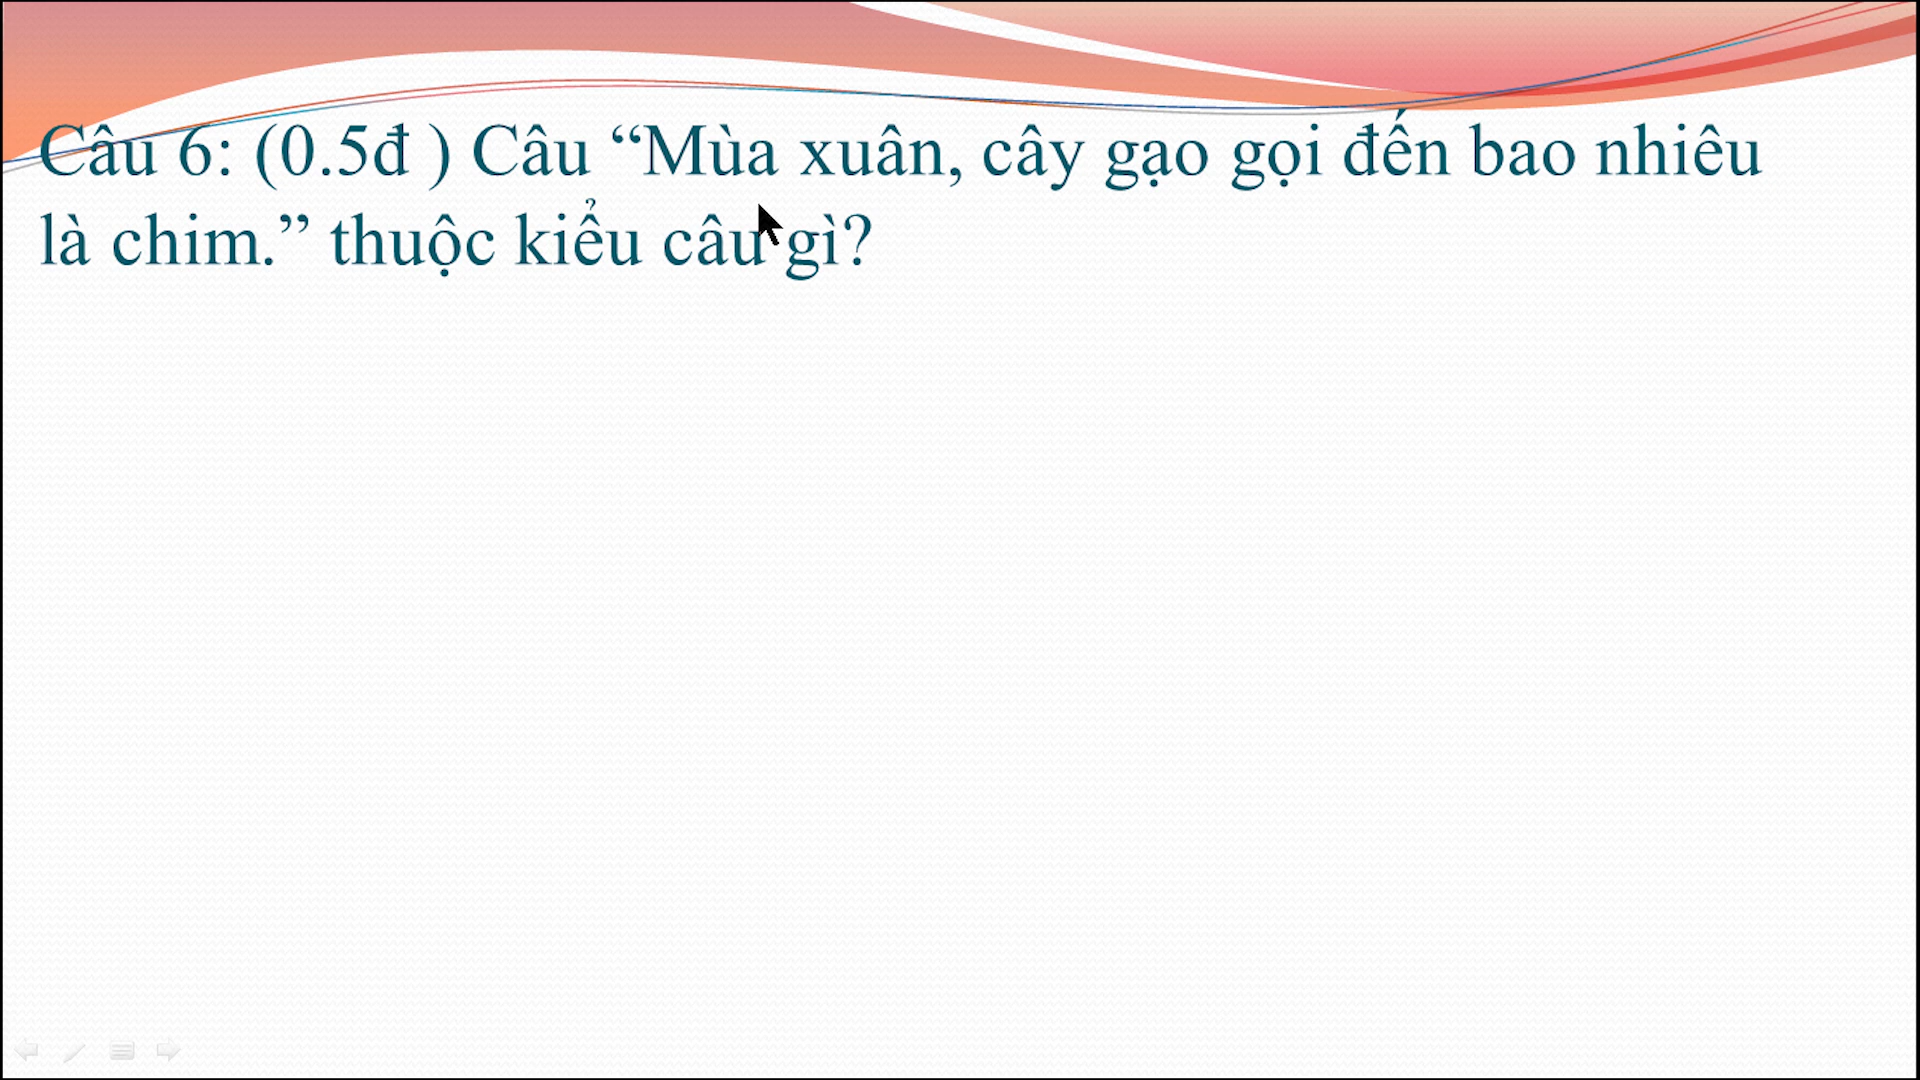 Câu 6: (0.5đ ) Câu “Mùa xuân, cây gạo gọi đến bao nhiêu
là chim.” thuộc kiểu câu gì?